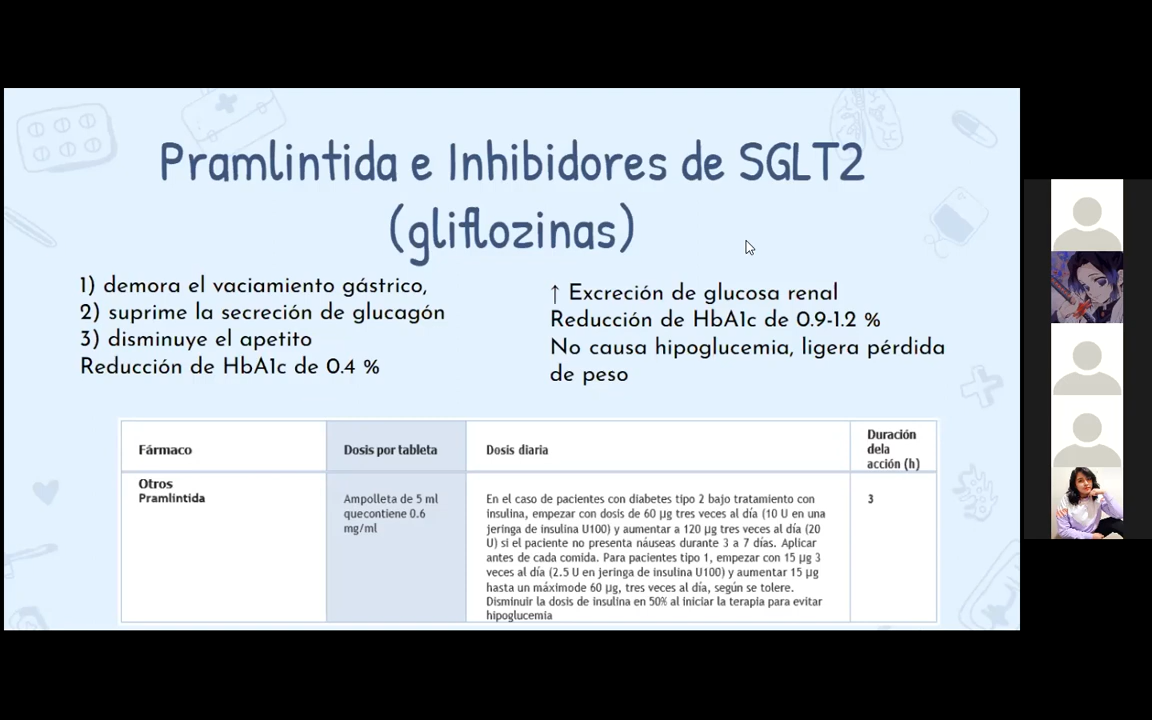 Pramlintida e Inhibidores de SGLT2
(gliflozinas)
1) demora el vaciamiento gástrico,
2) suprime la secreción de glucagón
3) disminuye el apetito
Reducción de HbA1c de 0.4 %
↑ Excreción de glucosa renal
Reducción de HbA1c de 0.9-1.2 %
No causa hipoglucemia, ligera pérdida
de peso
Fármaco
Dosis por tableta
Dosis diaria
Duración
dela
acción (h)
Otros
Pramlintida
Ampolleta de 5 ml
quecontiene 0.6
mg/ml
En el caso de pacientes con diabetes tipo 2 bajo tratamiento con
insulina, empezar con dosis de 60 µg tres veces al día (10 U en una
jeringa de insulina U100) y aumentar a 120 µg tres veces al día (20
U) si el paciente no presenta náuseas durante 3 a 7 días. Aplicar
antes de cada comida. Para pacientes tipo 1, empezar con 15 µg 3
veces al día (2.5 U en jeringa de insulina U100) y aumentar 15 µg
hasta un máximode 60 µg, tres veces al día, según se tolere.
Disminuir la dosis de insulina en 50% al iniciar la terapia para evitar
hipoglucemia
3